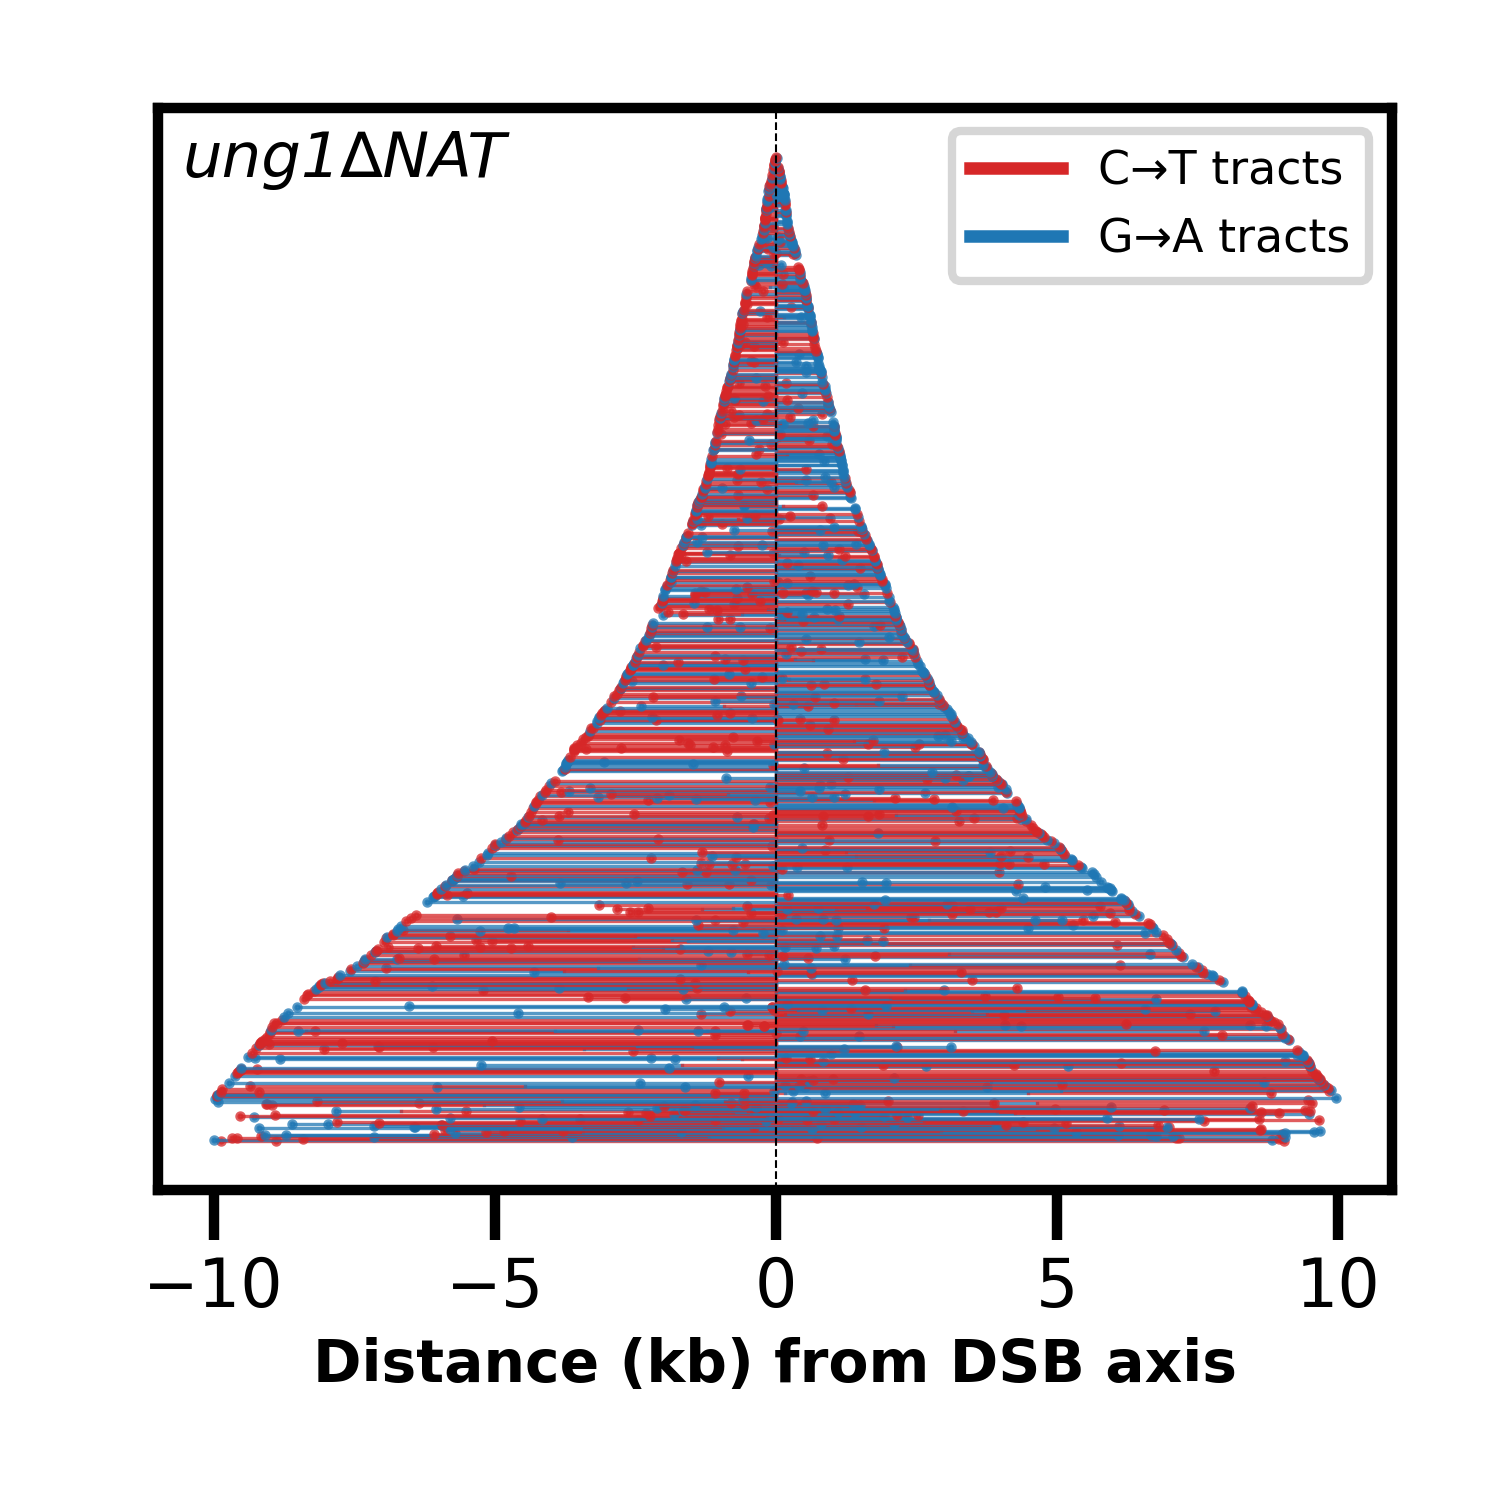 ung1ΔNAT
C→T tracts
G→A tracts
−10 −5 0 5 10
Distance (kb) from DSB axis